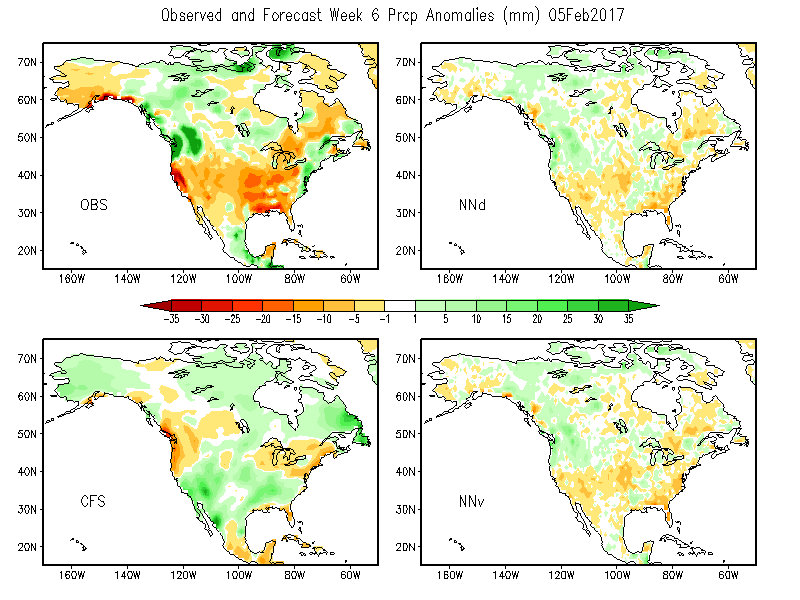 Observed and Forecast Week 6 Prcp Anomalies (mm) 05Feb2017
70N 70N
60N 60N
50N 50N
40N 40N
30N OBS 30N NNd
20N 20N
160W 140W 120W 100W 80W 60W 160W 140W 120W 100W 80W 60W
-35 -30 -25 -20 -15 -10 -5 -1 1 5 10 15 20 25 30 35
70N 70N
60N 60N
50N 50N
40N 40N
30N CFS 30N NNv
20N 20N
160W 140W 120W 100W 80W 60W 160W 140W 120W 100W 80W 60W